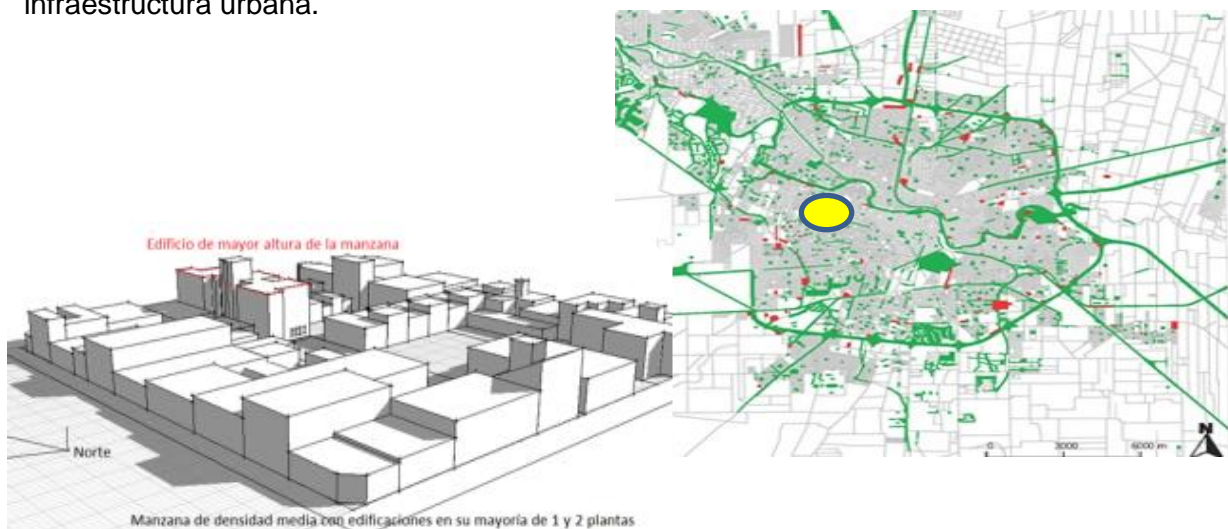 infraestructura urbana.
Edificio de mayor altura de la manzana
Norte
Manzana de densidad media con edificaciones en su mayoría de 1 y 2 plantas
N
0 3000 6000 m